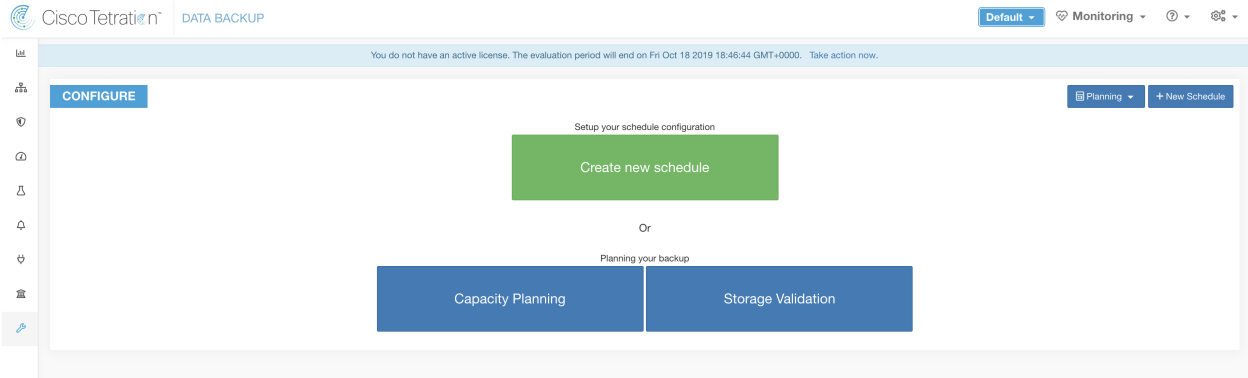 Cisco Tetration™ DATA BACKUP Default Monitoring
You do not have an active license. The evaluation period will end on Fri Oct 18 2019 18:46:44 GMT+0000. Take action now.
CONFIGURE Planning + New Schedule
Setup your schedule configuration
Create new schedule
Or
Planning your backup
Capacity Planning Storage Validation